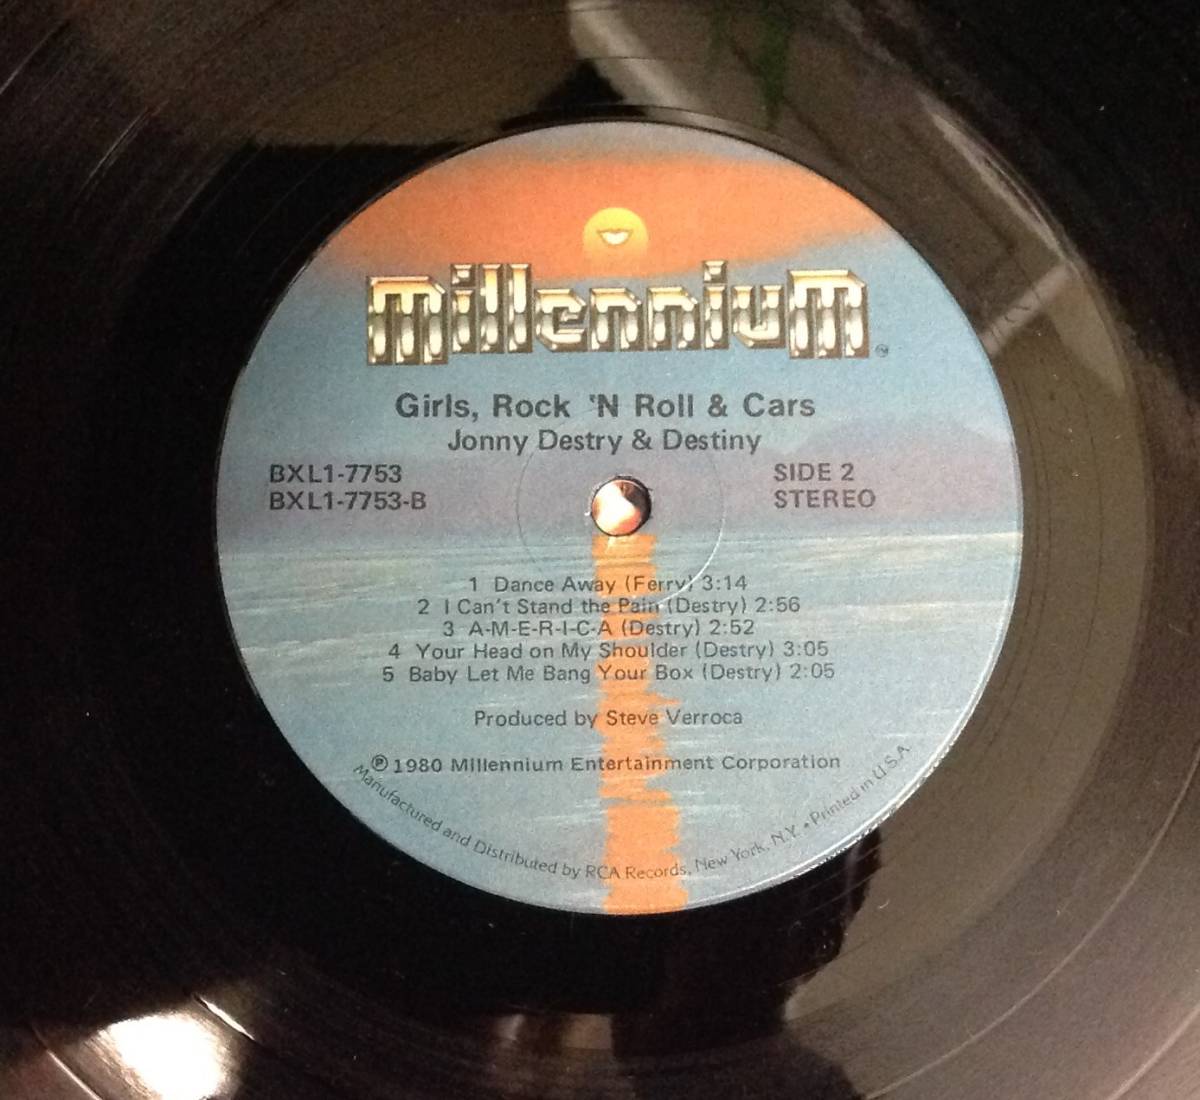 millennium
TM
Girls, Rock 'N Roll & Cars
Jonny Destry & Destiny
BXL1-7753
BXL1-7753-B
SIDE 2
STEREO
1 Dance Away (Ferry) 3:14
2 I Can't Stand the Pain (Destry) 2:56
3 A-M-E-R-I-C-A (Destry) 2:52
4 Your Head on My Shoulder (Destry) 3:05
5 Baby Let Me Bang Your Box (Destry) 2:05
Produced by Steve Verroca
℗ 1980 Millennium Entertainment Corporation
Manufactured and Distributed by RCA Records, New York, N.Y. • Printed in U.S.A.